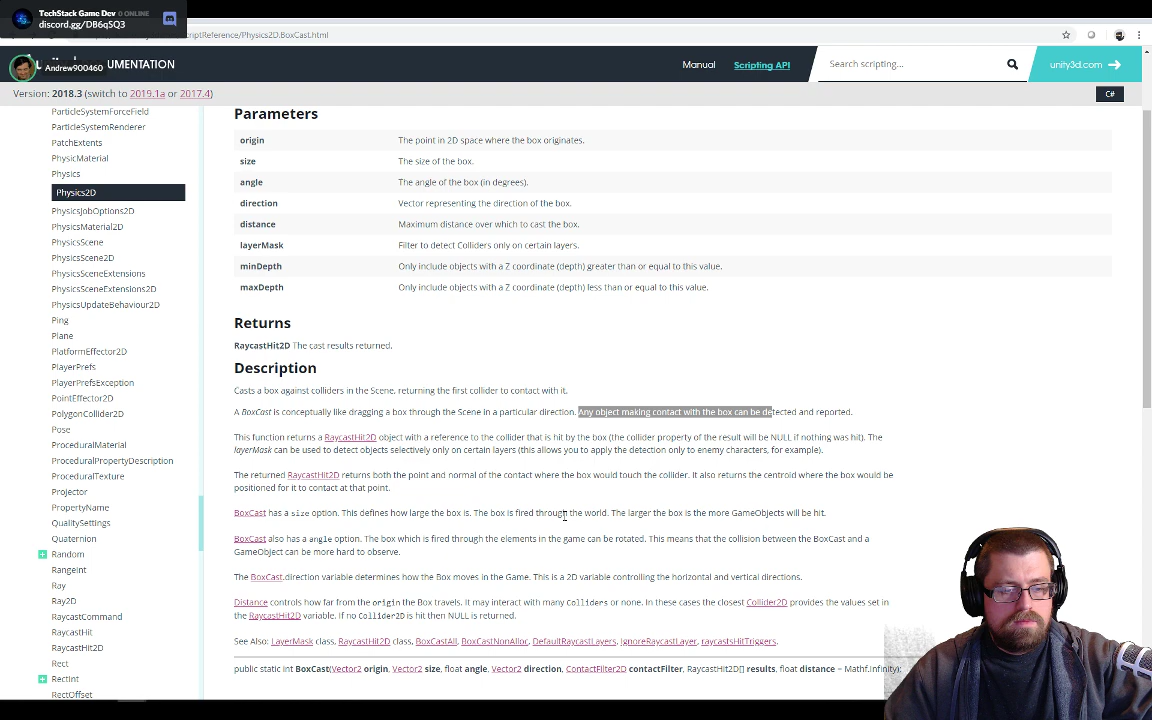 TechStack Game Dev 0 ONLINE
discord.gg/DB6qSQ3
criptReference/Physics2D.BoxCast.html
Andrew900460
UMENTATION
Manual
Scripting API
Search scripting...
unity3d.com
Version: 2018.3 (switch to 2019.1a or 2017.4)
C#
ParticleSystemForceField
ParticleSystemRenderer
PatchExtents
PhysicMaterial
Physics
Physics2D
PhysicsJobOptions2D
PhysicsMaterial2D
PhysicsScene
PhysicsScene2D
PhysicsSceneExtensions
PhysicsSceneExtensions2D
PhysicsUpdateBehaviour2D
Ping
Plane
PlatformEffector2D
PlayerPrefs
PlayerPrefsException
PointEffector2D
PolygonCollider2D
Pose
ProceduralMaterial
ProceduralPropertyDescription
ProceduralTexture
Projector
PropertyName
QualitySettings
Quaternion
Random
RangeInt
Ray
Ray2D
RaycastCommand
RaycastHit
RaycastHit2D
Rect
RectInt
RectOffset
Parameters
origin The point in 2D space where the box originates.
size The size of the box.
angle The angle of the box (in degrees).
direction Vector representing the direction of the box.
distance Maximum distance over which to cast the box.
layerMask Filter to detect Colliders only on certain layers.
minDepth Only include objects with a Z coordinate (depth) greater than or equal to this value.
maxDepth Only include objects with a Z coordinate (depth) less than or equal to this value.
Returns
RaycastHit2D The cast results returned.
Description
Casts a box against colliders in the Scene, returning the first collider to contact with it.
A BoxCast is conceptually like dragging a box through the Scene in a particular direction. Any object making contact with the box can be detected and reported.
This function returns a RaycastHit2D object with a reference to the collider that is hit by the box (the collider property of the result will be NULL if nothing was hit). The
layerMask can be used to detect objects selectively only on certain layers (this allows you to apply the detection only to enemy characters, for example).
The returned RaycastHit2D returns both the point and normal of the contact where the box would touch the collider. It also returns the centroid where the box would be
positioned for it to contact at that point.
BoxCast has a size option. This defines how large the box is. The box is fired through the world. The larger the box is the more GameObjects will be hit.
BoxCast also has a angle option. The box which is fired through the elements in the game can be rotated. This means that the collision between the BoxCast and a
GameObject can be more hard to observe.
The BoxCast.direction variable determines how the Box moves in the Game. This is a 2D variable controlling the horizontal and vertical directions.
Distance controls how far from the origin the Box travels. It may interact with many Colliders or none. In these cases the closest Collider2D provides the values set in
the RaycastHit2D variable. If no Collider2D is hit then NULL is returned.
See Also: LayerMask class, RaycastHit2D class, BoxCastAll, BoxCastNonAlloc, DefaultRaycastLayers, IgnoreRaycastLayer, raycastsHitTriggers.
public static int BoxCast(Vector2 origin, Vector2 size, float angle, Vector2 direction, ContactFilter2D contactFilter, RaycastHit2D[] results, float distance = Mathf.Infinity);